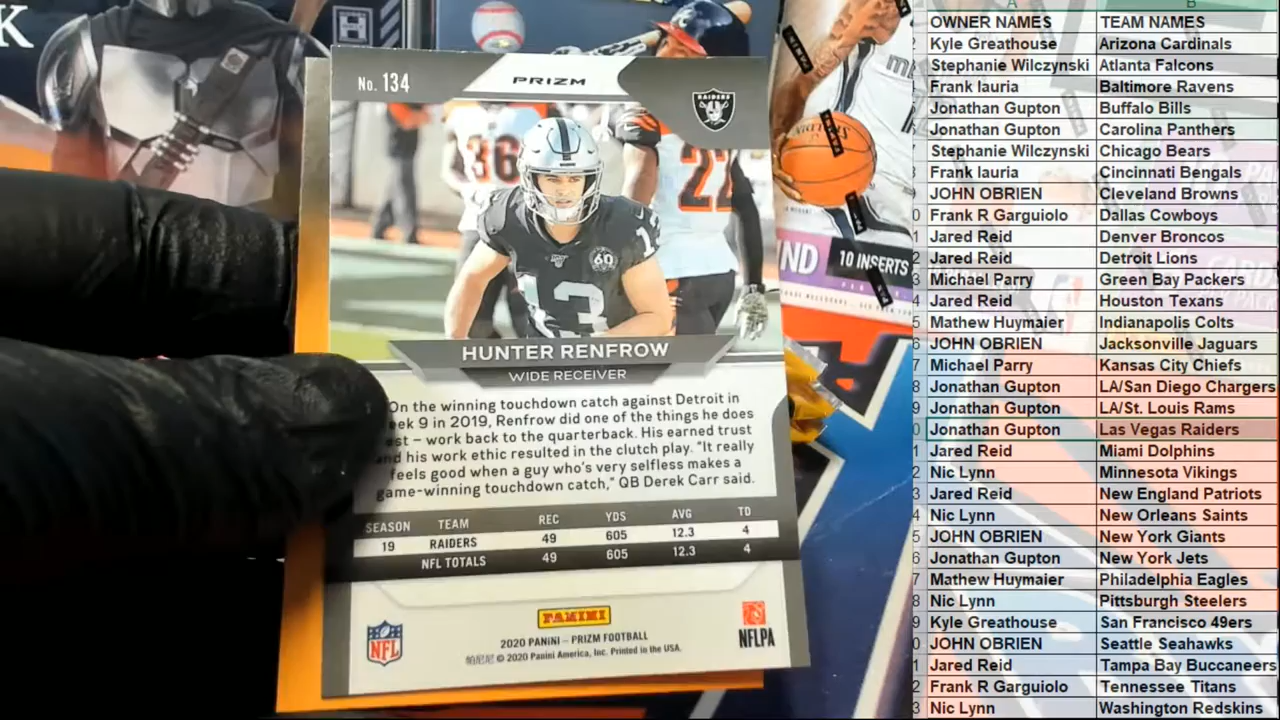 K
No. 134
PRIZM
RAIDERS
36
22
13
60
13
HUNTER RENFROW
WIDE RECEIVER
On the winning touchdown catch against Detroit in
eek 9 in 2019, Renfrow did one of the things he does
est – work back to the quarterback. His earned trust
nd his work ethic resulted in the clutch play. "It really
feels good when a guy who's very selfless makes a
game-winning touchdown catch," QB Derek Carr said.
SEASON TEAM REC YDS AVG TD
19 RAIDERS 49 605 12.3 4
NFL TOTALS 49 605 12.3 4
PANINI
NFL
NFLPA
2020 PANINI – PRIZM FOOTBALL
帕尼尼 © 2020 Panini America, Inc. Printed in the USA.
ND
10 INSERTS
A B
OWNER NAMES TEAM NAMES
Kyle Greathouse Arizona Cardinals
Stephanie Wilczynski Atlanta Falcons
Frank Iauria Baltimore Ravens
Jonathan Gupton Buffalo Bills
Jonathan Gupton Carolina Panthers
Stephanie Wilczynski Chicago Bears
Frank Iauria Cincinnati Bengals
JOHN OBRIEN Cleveland Browns
Frank R Garguiolo Dallas Cowboys
Jared Reid Denver Broncos
Jared Reid Detroit Lions
Michael Parry Green Bay Packers
Jared Reid Houston Texans
Mathew Huymaier Indianapolis Colts
JOHN OBRIEN Jacksonville Jaguars
Michael Parry Kansas City Chiefs
Jonathan Gupton LA/San Diego Chargers
Jonathan Gupton LA/St. Louis Rams
Jonathan Gupton Las Vegas Raiders
Jared Reid Miami Dolphins
Nic Lynn Minnesota Vikings
Jared Reid New England Patriots
Nic Lynn New Orleans Saints
JOHN OBRIEN New York Giants
Jonathan Gupton New York Jets
Mathew Huymaier Philadelphia Eagles
Nic Lynn Pittsburgh Steelers
Kyle Greathouse San Francisco 49ers
JOHN OBRIEN Seattle Seahawks
Jared Reid Tampa Bay Buccaneers
Frank R Garguiolo Tennessee Titans
Nic Lynn Washington Redskins